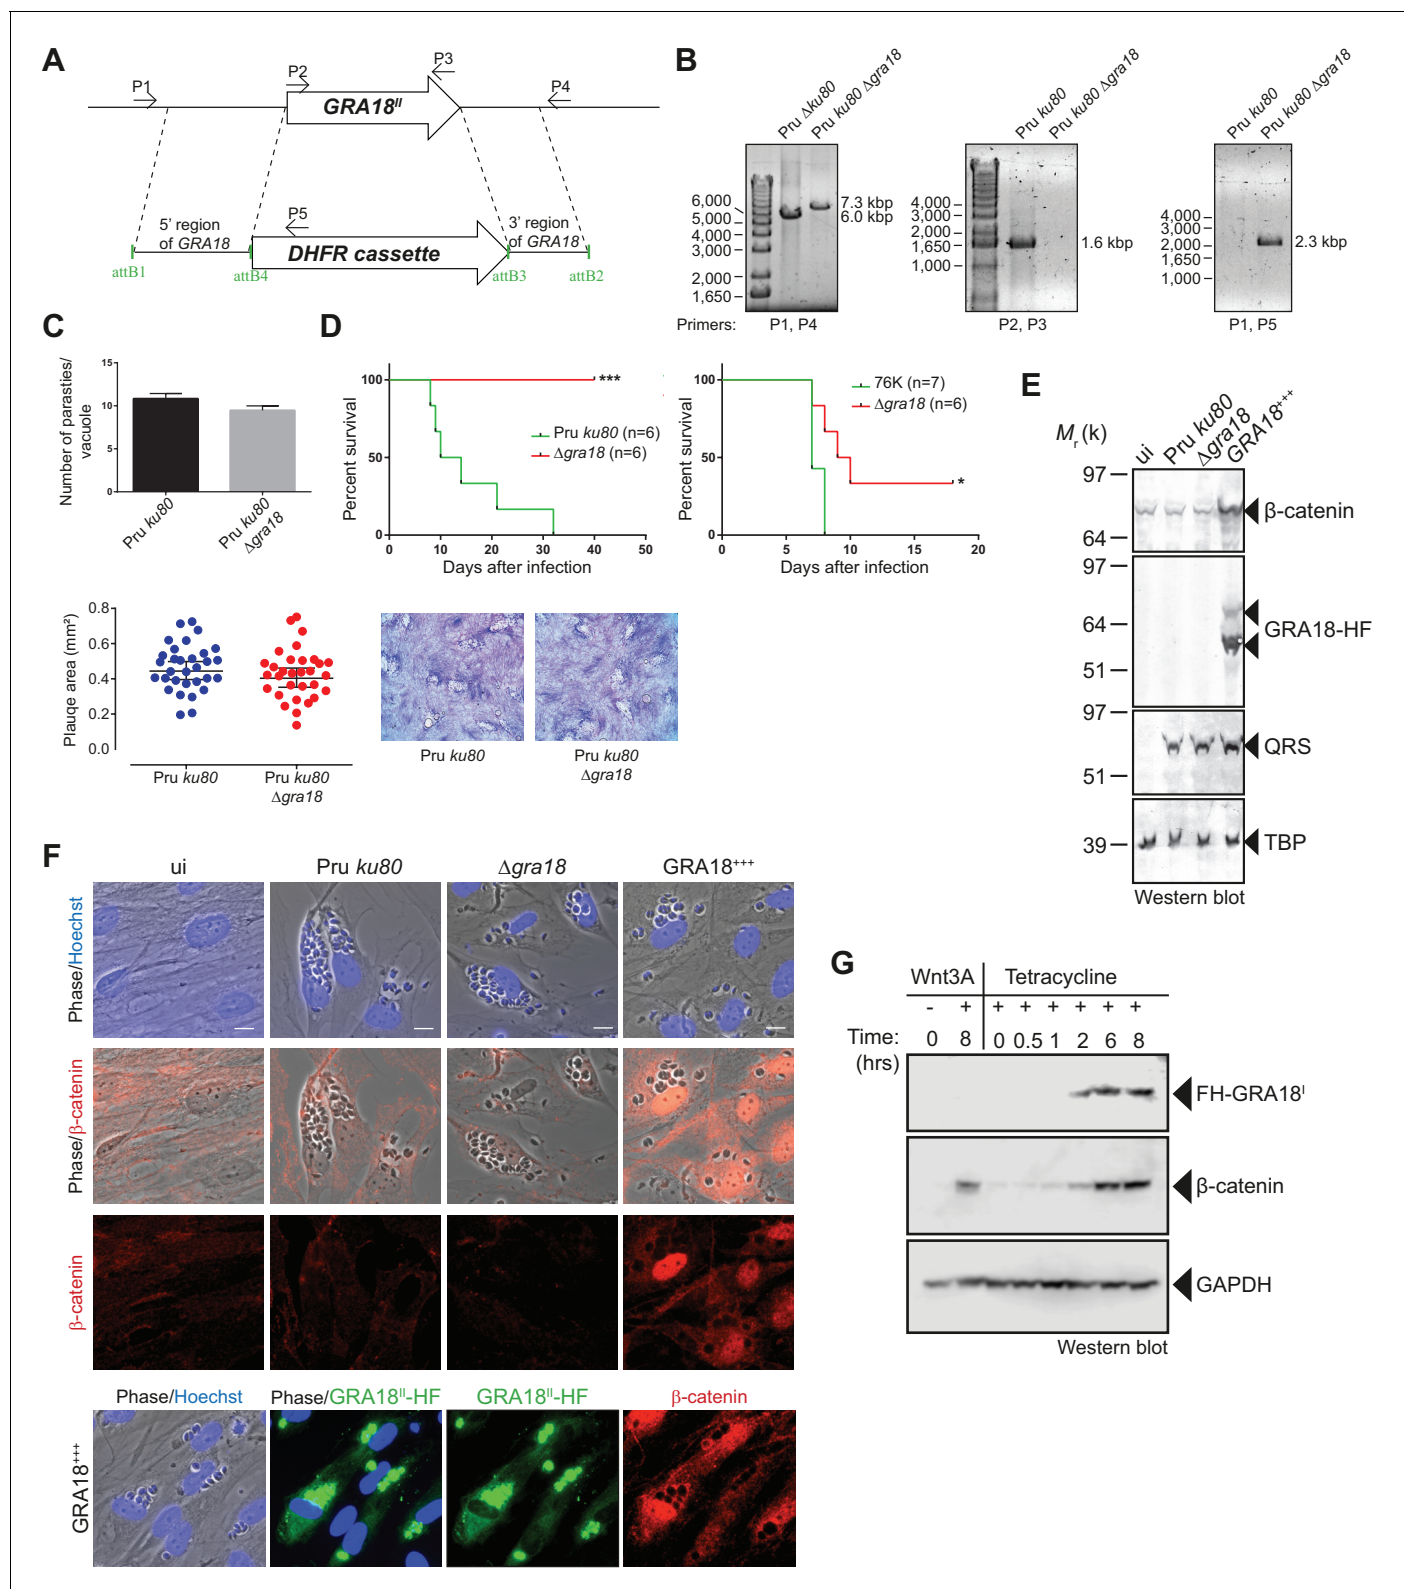 A
P1
P2
P3
P4
GRA18II
5' region
of GRA18
P5
DHFR cassette
3' region
of GRA18
attB1
attB4
attB3
attB2
B
Pru Δku80
Pru ku80 Δgra18
6,000
5,000
4,000
3,000
2,000
1,650
7.3 kbp
6.0 kbp
Primers:
P1, P4
Pru ku80
Pru ku80 Δgra18
4,000
3,000
2,000
1,650
1,000
1.6 kbp
P2, P3
Pru ku80
Pru ku80 Δgra18
4,000
3,000
2,000
1,650
1,000
2.3 kbp
P1, P5
C
Number of parasties/
vacuole
15
10
5
0
Pru ku80
Pru ku80
Δgra18
Plauqe area (mm²)
0.8
0.6
0.4
0.2
0.0
Pru ku80
Pru ku80
Δgra18
Pru ku80
Pru ku80
Δgra18
D
Percent survival
100
50
0
***
Pru ku80 (n=6)
Δgra18 (n=6)
0 10 20 30 40 50
Days after infection
Percent survival
100
50
0
76K (n=7)
Δgra18 (n=6)
*
0 5 10 15 20
Days after infection
E
Mr (k)
ui
Pru ku80
Δgra18
GRA18+++
97
64
β-catenin
97
64
51
GRA18-HF
97
51
QRS
39
TBP
Western blot
F
ui
Pru ku80
Δgra18
GRA18+++
Phase/Hoechst
Phase/β-catenin
β-catenin
Phase/Hoechst
Phase/GRA18II-HF
GRA18II-HF
β-catenin
GRA18+++
G
Wnt3A
Tetracycline
- + + + + + + +
Time:
(hrs)
0 8 0 0.5 1 2 6 8
FH-GRA18I
β-catenin
GAPDH
Western blot